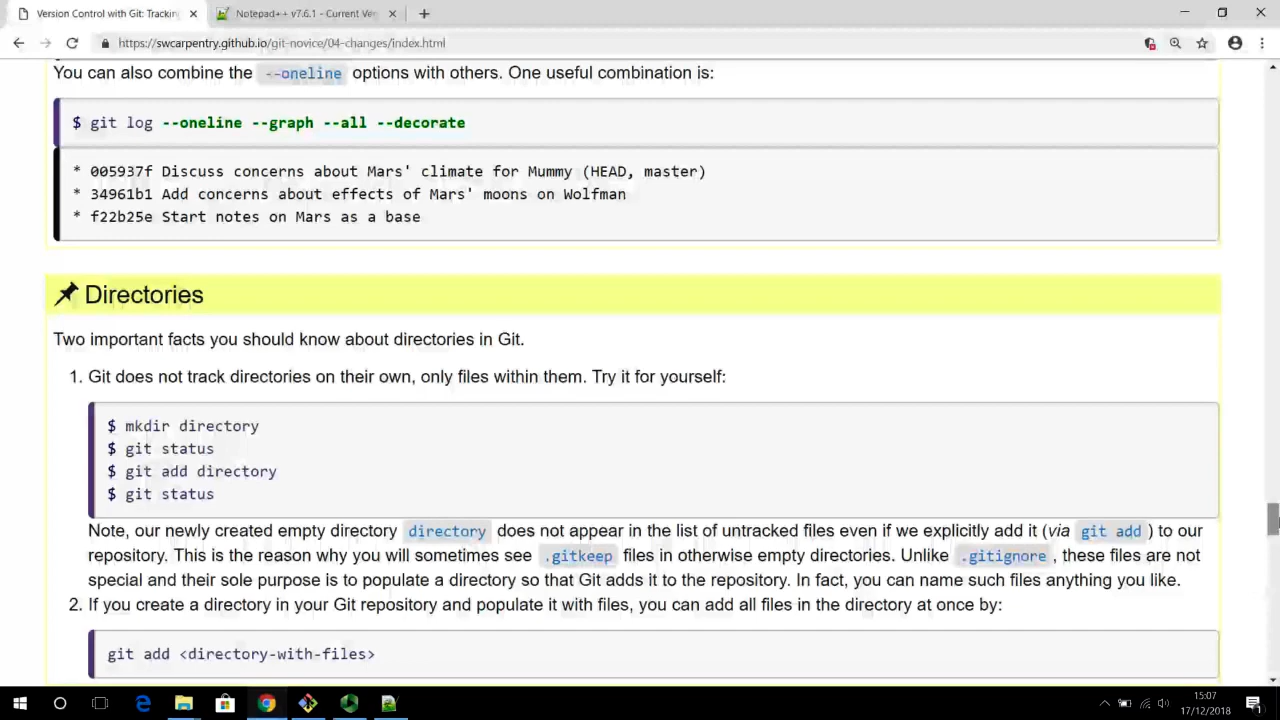 Version Control with Git: Tracking
Notepad++ v7.6.1 - Current Ver
https://swcarpentry.github.io/git-novice/04-changes/index.html
You can also combine the --oneline options with others. One useful combination is:
$ git log --oneline --graph --all --decorate
* 005937f Discuss concerns about Mars' climate for Mummy (HEAD, master)
* 34961b1 Add concerns about effects of Mars' moons on Wolfman
* f22b25e Start notes on Mars as a base
Directories
Two important facts you should know about directories in Git.
1. Git does not track directories on their own, only files within them. Try it for yourself:
$ mkdir directory
$ git status
$ git add directory
$ git status
Note, our newly created empty directory directory does not appear in the list of untracked files even if we explicitly add it (via git add ) to our
repository. This is the reason why you will sometimes see .gitkeep files in otherwise empty directories. Unlike .gitignore , these files are not
special and their sole purpose is to populate a directory so that Git adds it to the repository. In fact, you can name such files anything you like.
2. If you create a directory in your Git repository and populate it with files, you can add all files in the directory at once by:
git add <directory-with-files>
15:07
17/12/2018